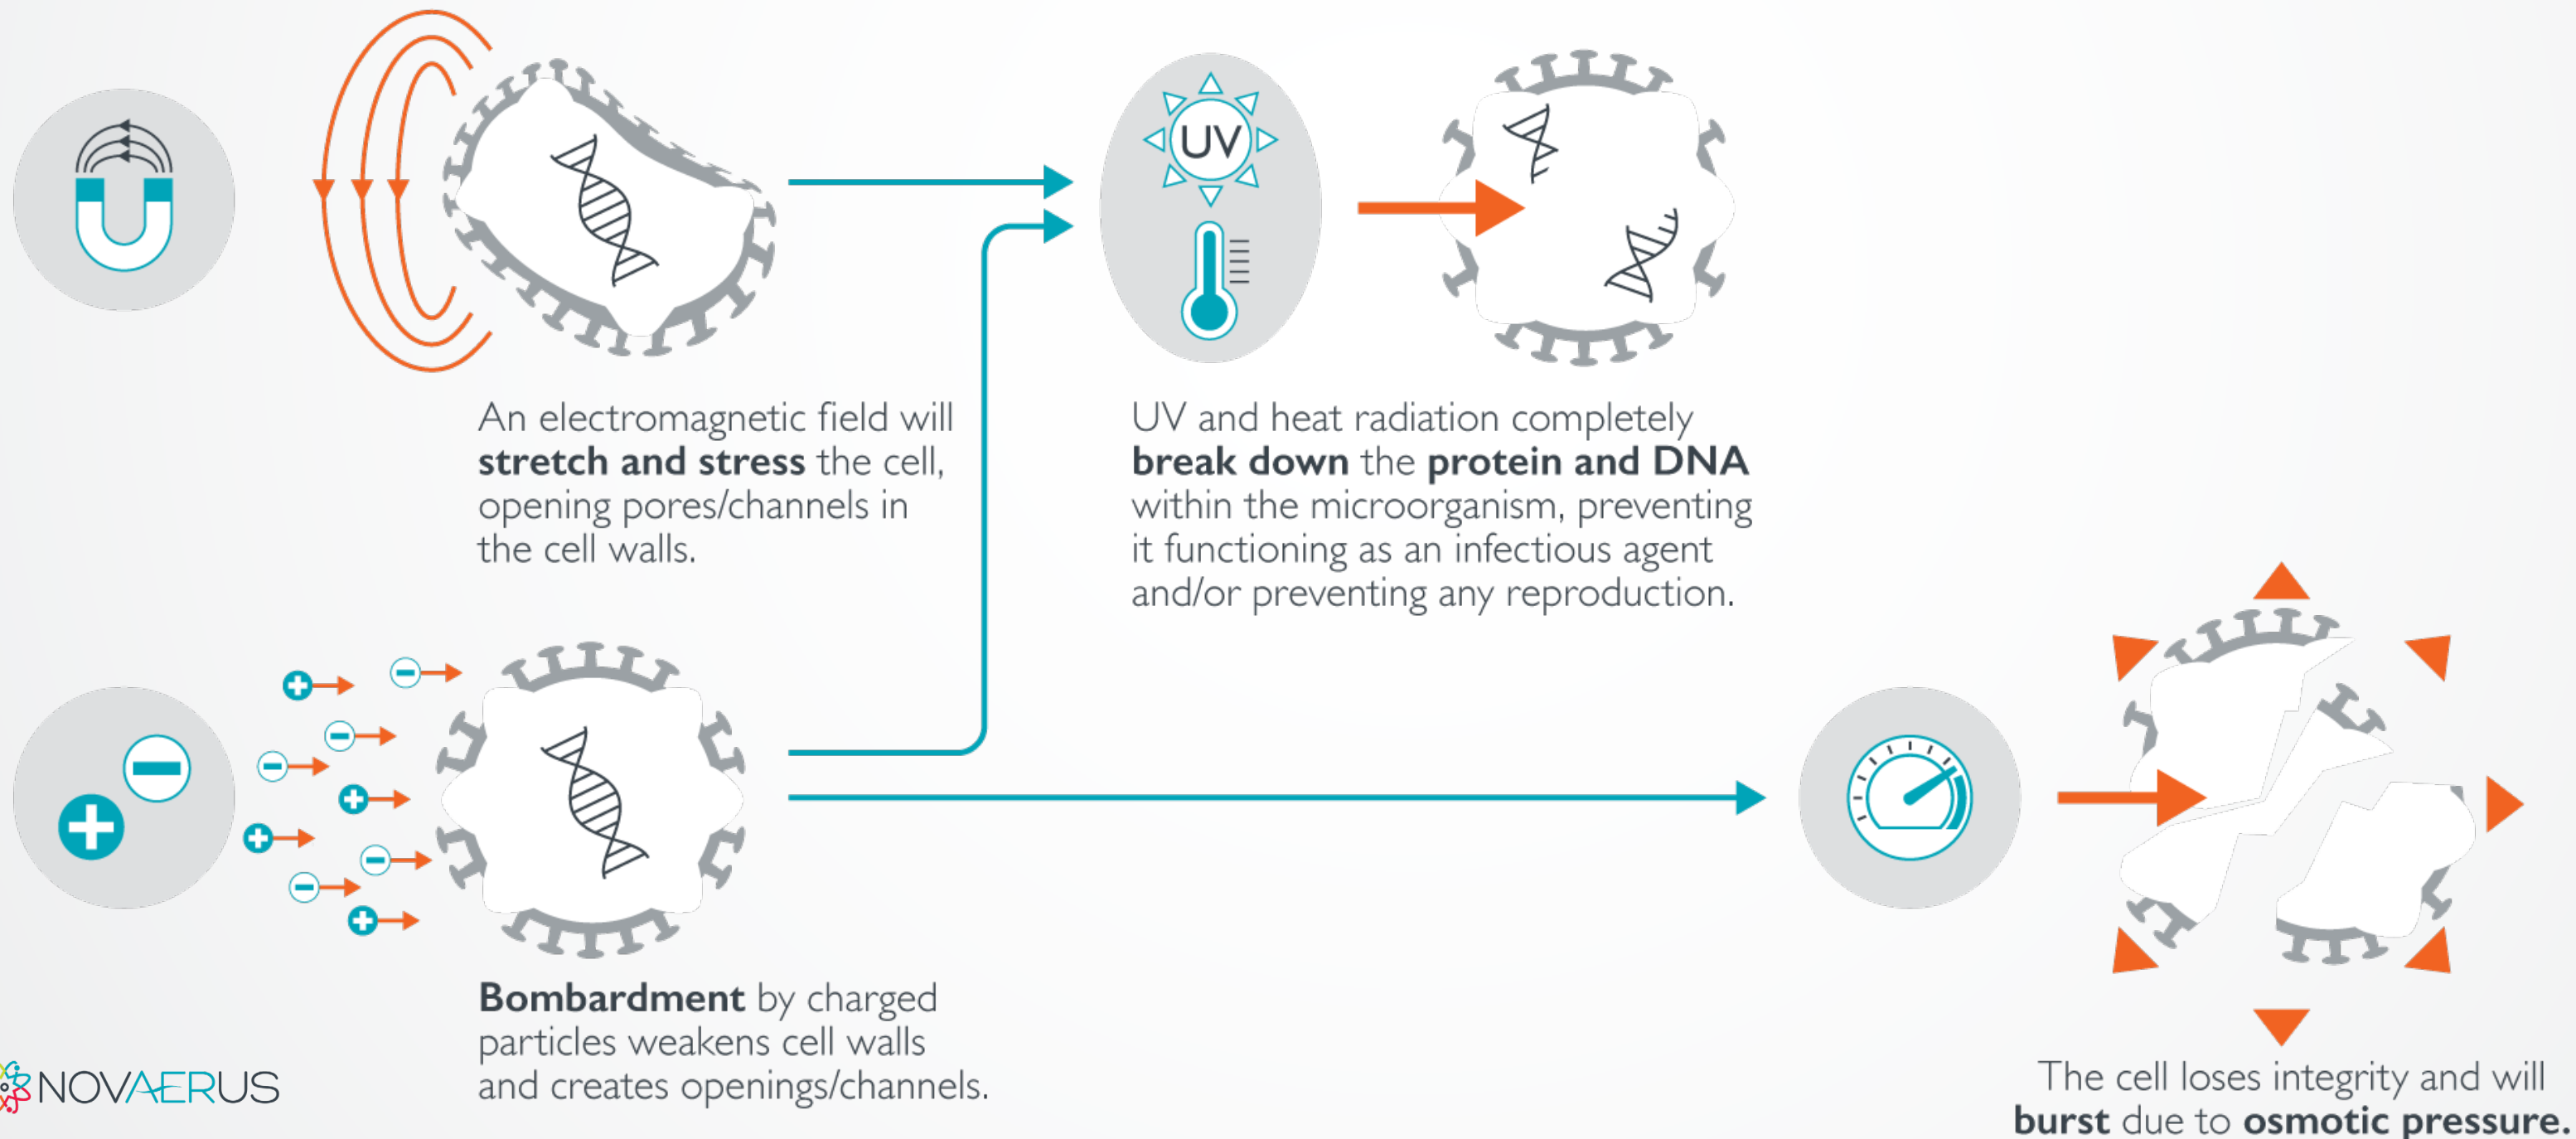 UV
An electromagnetic field will
stretch and stress the cell,
opening pores/channels in
the cell walls.
UV and heat radiation completely
break down the protein and DNA
within the microorganism, preventing
it functioning as an infectious agent
and/or preventing any reproduction.
Bombardment by charged
particles weakens cell walls
and creates openings/channels.
The cell loses integrity and will
burst due to osmotic pressure.
NOVAERUS